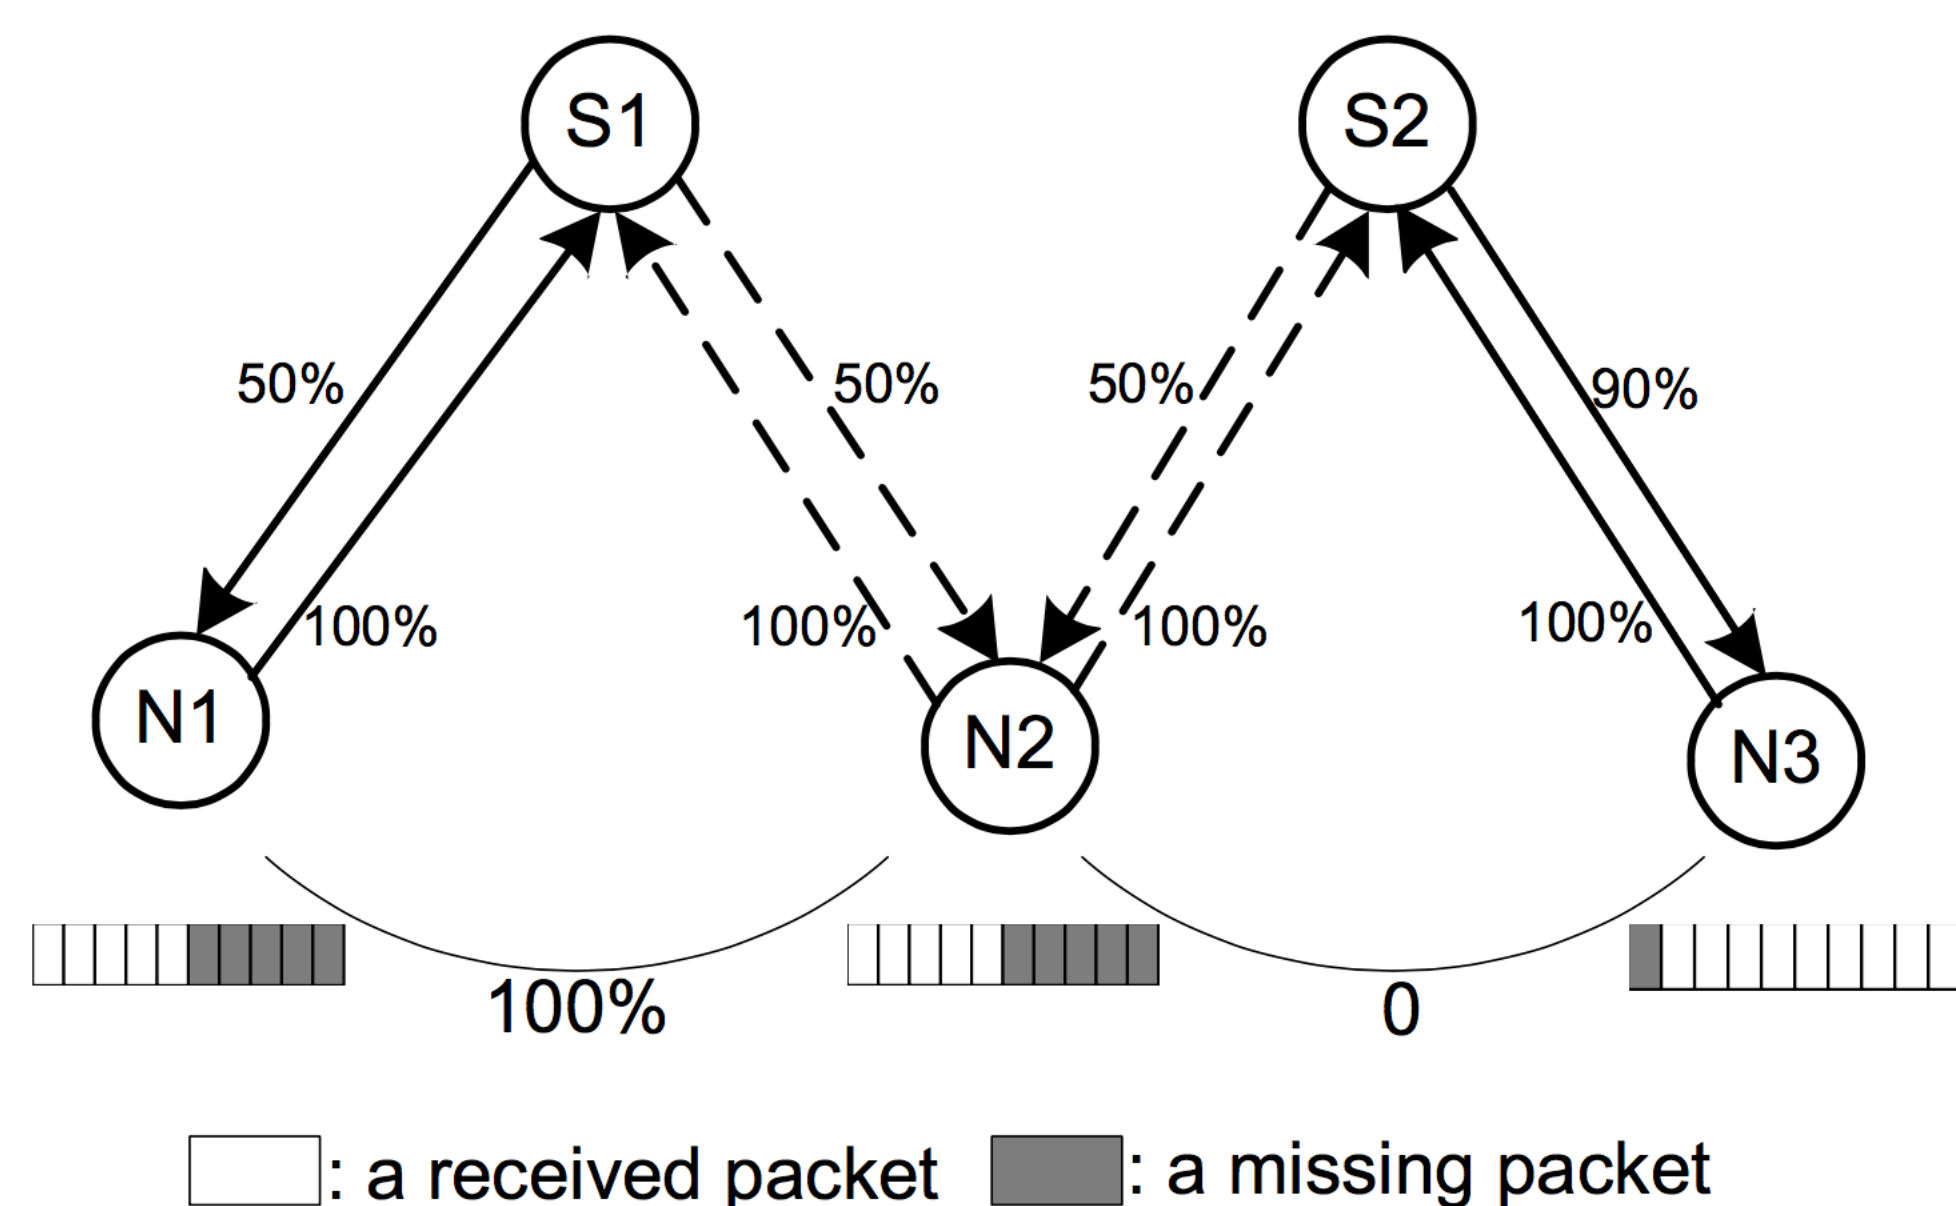 S1 S2
50% 50% 50% 90%
100% 100% 100% 100%
N1 N2 N3
100% 0
: a received packet : a missing packet